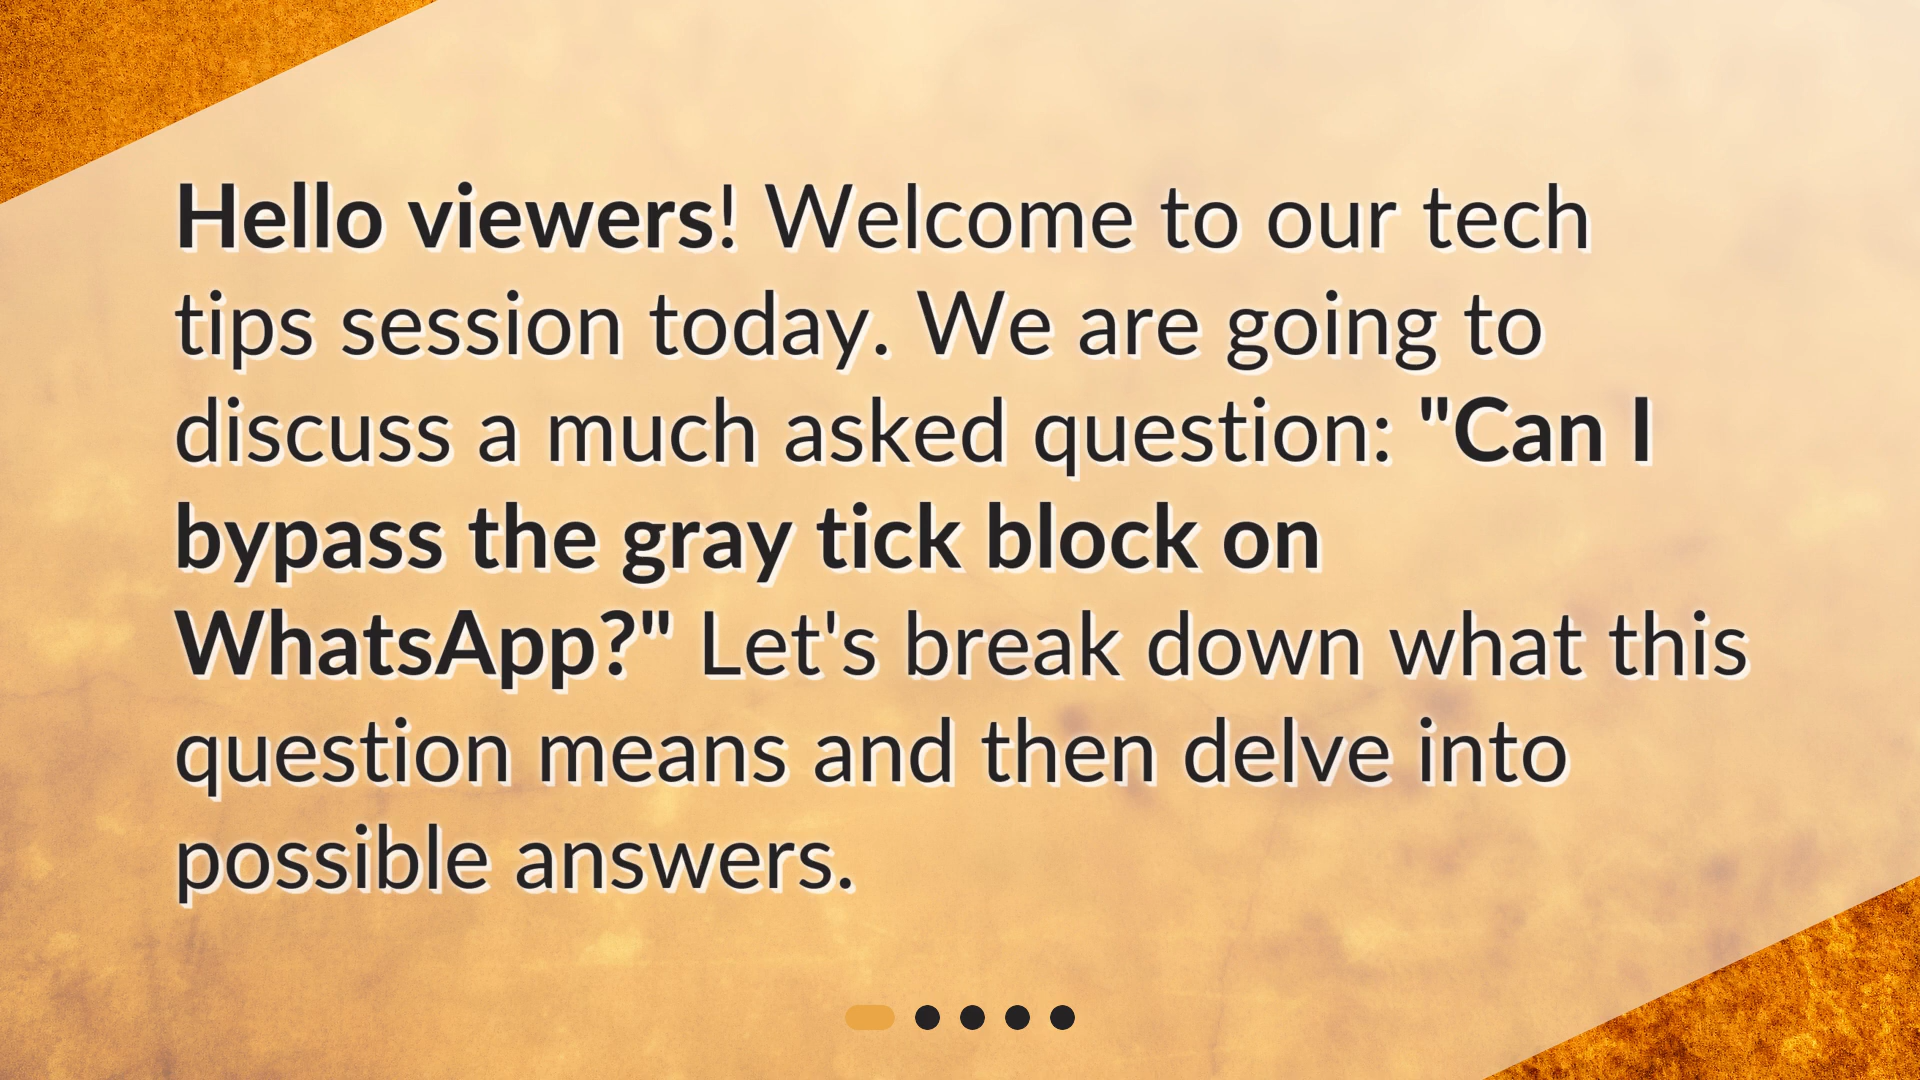 Hello viewers! Welcome to our tech
tips session today. We are going to
discuss a much asked question: "Can I
bypass the gray tick block on
WhatsApp?" Let's break down what this
question means and then delve into
possible answers.